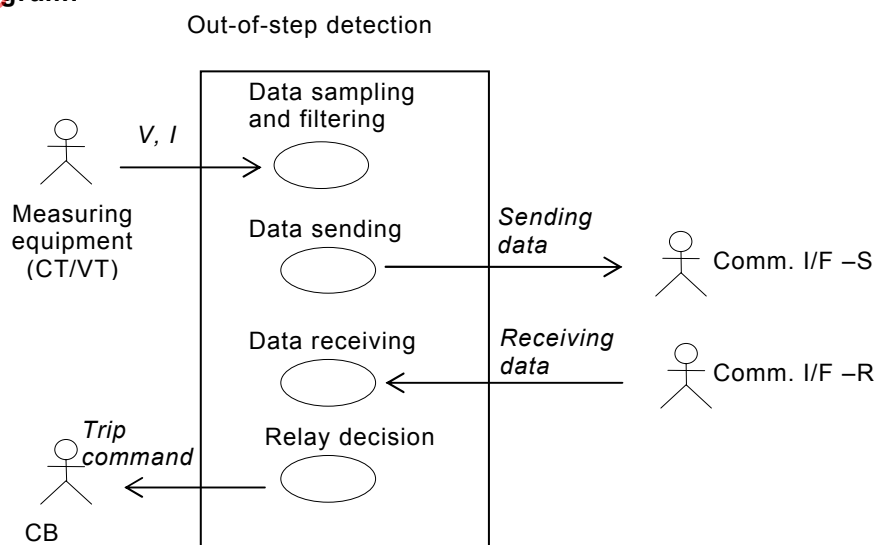 Out-of-step detection
Data sampling
and filtering
V, I
Measuring
equipment
(CT/VT)
Data sending
Sending
data
Comm. I/F –S
Data receiving
Receiving
data
Comm. I/F –R
Relay decision
Trip
command
CB